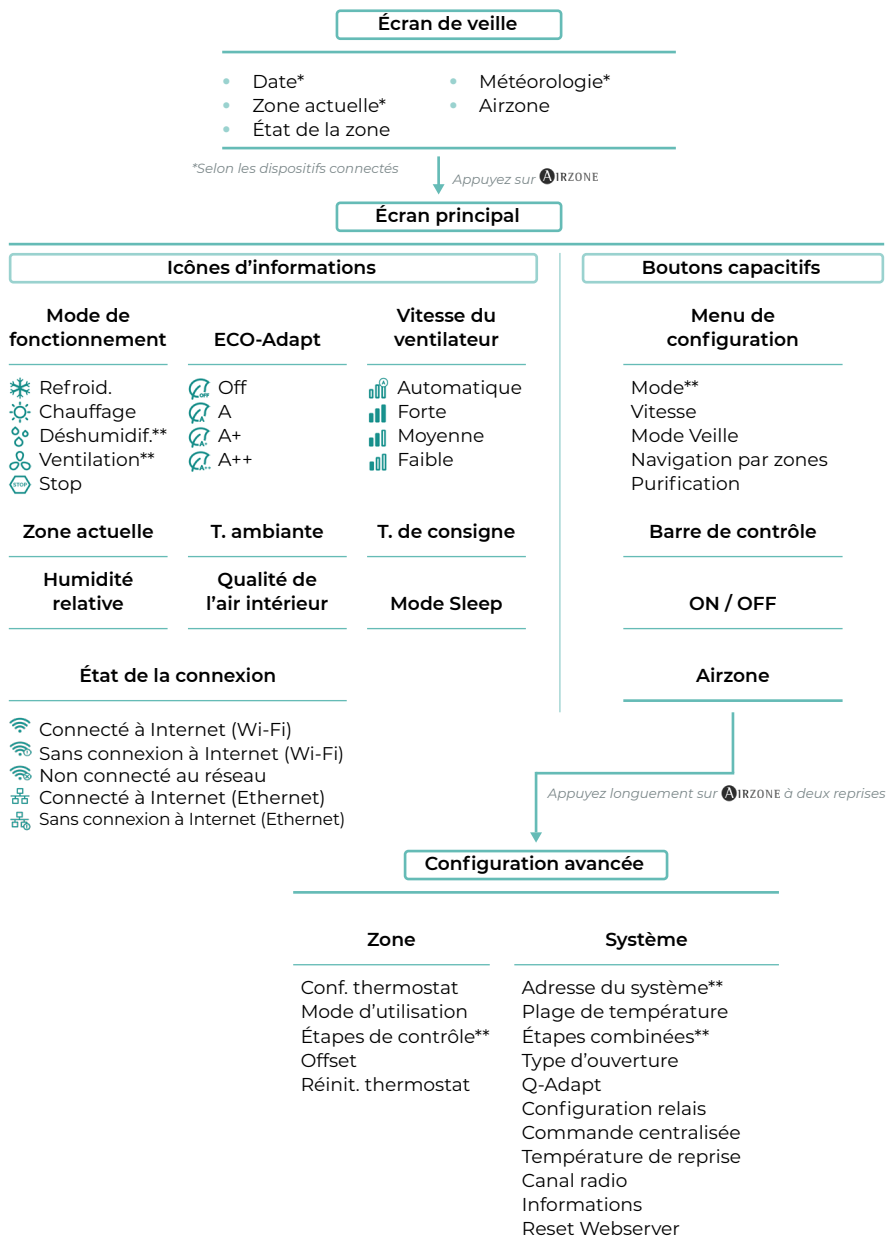 Écran de veille
• Date*
• Zone actuelle*
• État de la zone
• Météorologie*
• Airzone
*Selon les dispositifs connectés
Appuyez sur AIRZONE
Écran principal
Icônes d’informations
Mode de
fonctionnement
Refroid.
Chauffage
Déshumidif.**
Ventilation**
STOP Stop
ECO-Adapt
OFF Off
A A
A+ A+
A++
Vitesse du
ventilateur
Automatique
Forte
Moyenne
Faible
Zone actuelle
T. ambiante
T. de consigne
Humidité
relative
Qualité de
l’air intérieur
Mode Sleep
État de la connexion
Connecté à Internet (Wi-Fi)
Sans connexion à Internet (Wi-Fi)
Non connecté au réseau
Connecté à Internet (Ethernet)
Sans connexion à Internet (Ethernet)
Boutons capacitifs
Menu de
configuration
Mode**
Vitesse
Mode Veille
Navigation par zones
Purification
Barre de contrôle
ON / OFF
Airzone
Appuyez longuement sur AIRZONE à deux reprises
Configuration avancée
Zone
Conf. thermostat
Mode d’utilisation
Étapes de contrôle**
Offset
Réinit. thermostat
Système
Adresse du système**
Plage de température
Étapes combinées**
Type d’ouverture
Q-Adapt
Configuration relais
Commande centralisée
Température de reprise
Canal radio
Informations
Reset Webserver